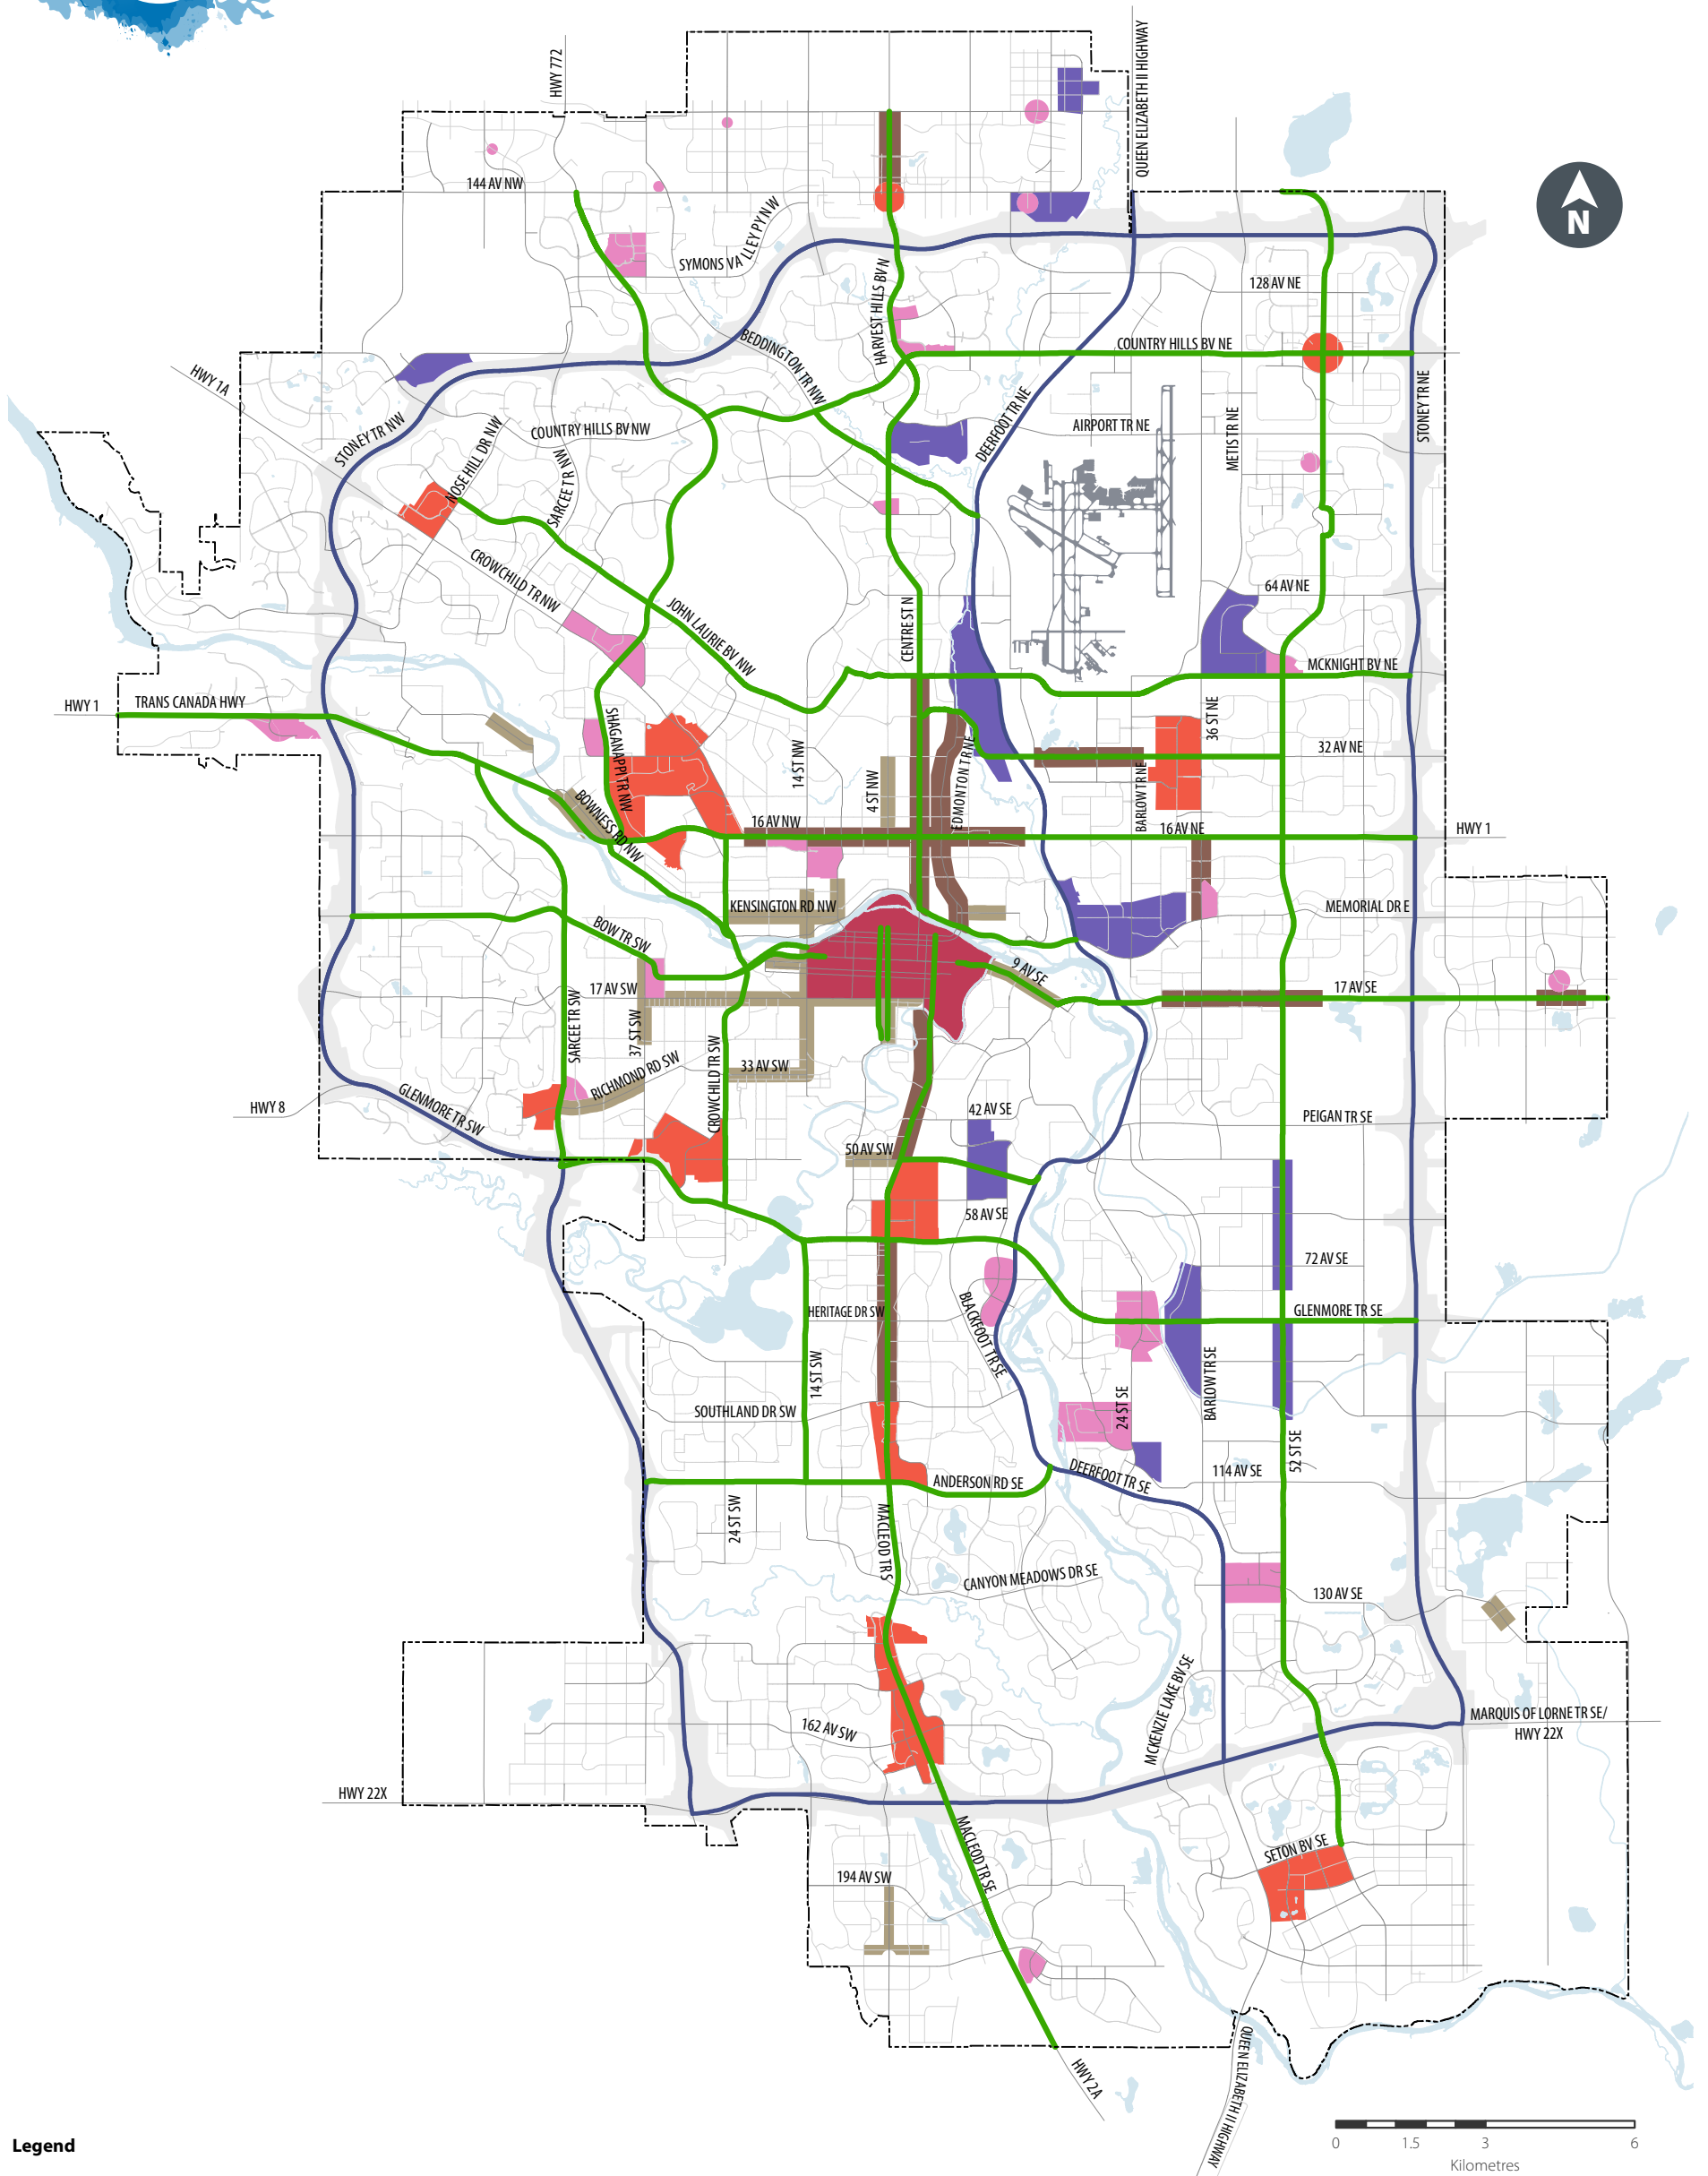 HWY 772
QUEEN ELIZABETH II HIGHWAY
N
144 AV NW
SYMONS VALLEY PY NW
HARVEST HILLS BV N
128 AV NE
COUNTRY HILLS BV NE
BEDDINGTON TR NW
HWY 1A
STONEY TR NW
NOSE HILL DR NW
COUNTRY HILLS BV NW
SARCEE TR NW
DEERFOOT TR NE
AIRPORT TR NE
METIS TR NE
STONEY TR NE
CROWCHILD TR NW
JOHN LAURIE BV NW
CENTRE ST N
64 AV NE
MCKNIGHT BV NE
HWY 1
TRANS CANADA HWY
SHAGANAPPI TR NW
14 ST NW
4 ST NW
EDMONTON TR NE
36 ST NE
32 AV NE
BARLOW TR NE
BOWNESS RD NW
16 AV NW
16 AV NE
HWY 1
KENSINGTON RD NW
MEMORIAL DR E
BOW TR SW
9 AV SE
17 AV SW
17 AV SE
SARCEE TR SW
37 ST SW
RICHMOND RD SW
CROWCHILD TR SW
33 AV SW
HWY 8
GLENMORE TR SW
42 AV SE
PEIGAN TR SE
50 AV SW
58 AV SE
72 AV SE
HERITAGE DR SW
BLACKFOOT TR SE
GLENMORE TR SE
14 ST SW
BARLOW TR SE
24 ST SE
SOUTHLAND DR SW
52 ST SE
ANDERSON RD SE
DEERFOOT TR SE
114 AV SE
24 ST SW
MACLEOD TR S
CANYON MEADOWS DR SE
130 AV SE
MCKENZIE LAKE BV SE
162 AV SW
MARQUIS OF LORNE TR SE/
HWY 22X
HWY 22X
MACLEOD TR SE
SETON BV SE
194 AV SW
HWY 2A
QUEEN ELIZABETH II HIGHWAY
Legend
0 1.5 3 6
Kilometres